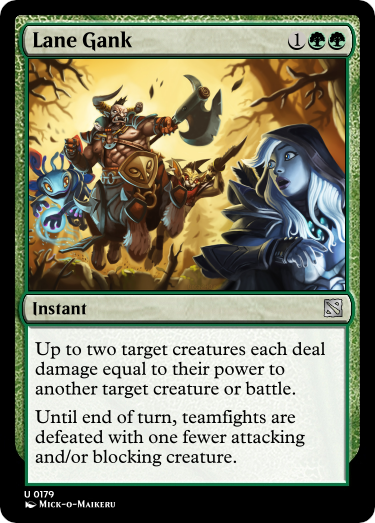 Lane Gank 1
Instant
Up to two target creatures each deal
damage equal to their power to
another target creature or battle.
Until end of turn, teamfights are
defeated with one fewer attacking
and/or blocking creature.
U 0179
Mick-o-Maikeru